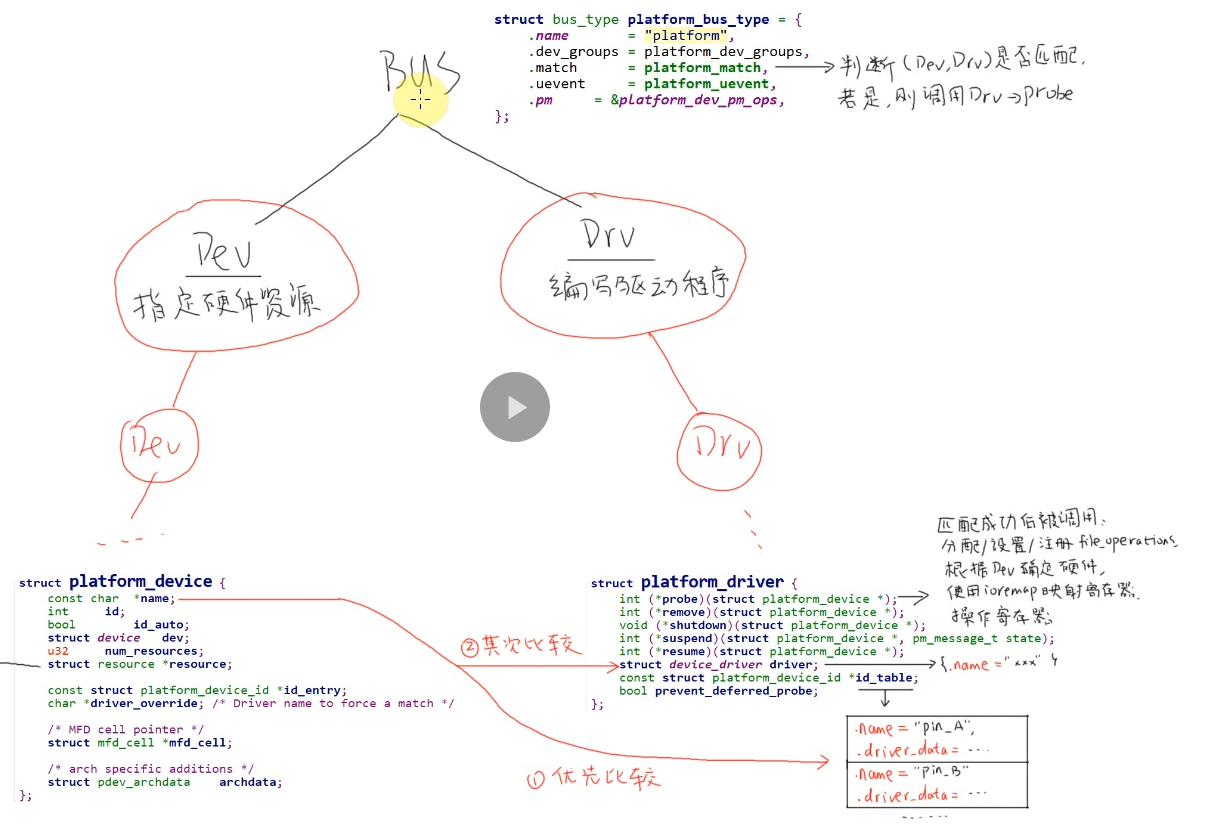 struct bus_type platform_bus_type = {
.name = "platform",
.dev_groups = platform_dev_groups,
.match = platform_match,
.uevent = platform_uevent,
.pm = &platform_dev_pm_ops,
};
判断(Dev,Drv)是否匹配,
若是,则调用Drv→probe
BUS
Dev
指定硬件资源
Drv
编写驱动程序
Dev
Drv
struct platform_device {
const char *name;
int id;
bool id_auto;
struct device dev;
u32 num_resources;
struct resource *resource;
const struct platform_device_id *id_entry;
char *driver_override; /* Driver name to force a match */
/* MFD cell pointer */
struct mfd_cell *mfd_cell;
/* arch specific additions */
struct pdev_archdata archdata;
};
②其次比较
①优先比较
struct platform_driver {
int (*probe)(struct platform_device *);
int (*remove)(struct platform_device *);
void (*shutdown)(struct platform_device *);
int (*suspend)(struct platform_device *, pm_message_t state);
int (*resume)(struct platform_device *);
struct device_driver driver;
const struct platform_device_id *id_table;
bool prevent_deferred_probe;
};
匹配成功后被调用、
分配/设置/注册 file_operations,
根据Dev确定硬件,
使用ioremap映射寄存器,
操作寄存器;
{.name = "xxx" }
.name = "pin_A",
.driver_data = ....
.name = "pin_B"
.driver_data = ...